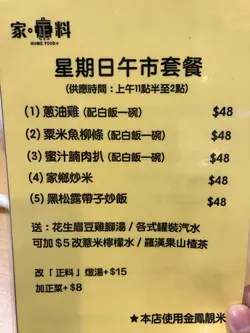 家·正料
HOME FOOD+
星期日午市套餐
(供應時間：上午11點半至2點)
(1) 蔥油雞 (配白飯一碗) $48
(2) 粟米魚柳條 (配白飯一碗) $48
(3) 蜜汁腩肉扒 (配白飯一碗) $48
(4) 家鄉炒米 $48
(5) 黑松露帶子炒飯 $48
送：花生眉豆雞腳湯 / 各式罐裝汽水
可加 $5 改薏米檸檬水 / 羅漢果山楂茶
改「正料」燉湯+$15
加正菜+$8
★本店使用金鳳靚米